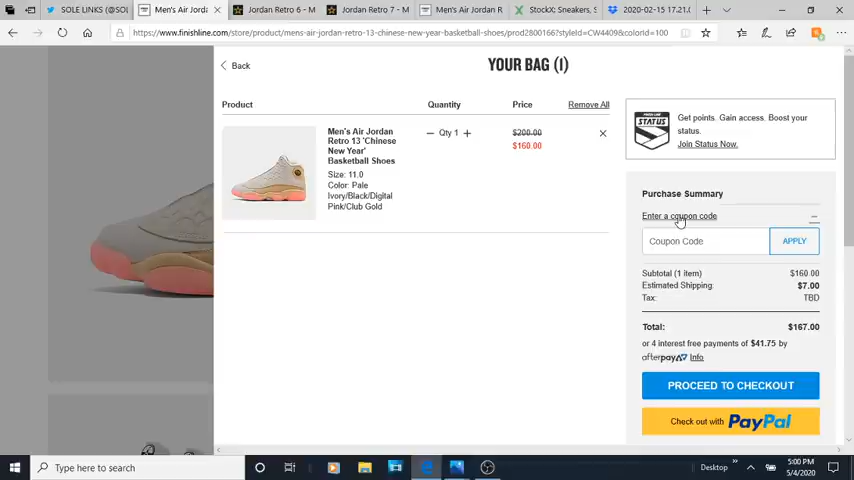 SOLE LINKS (@SOL
Men's Air Jorda
Jordan Retro 6 - M
Jordan Retro 7 - M
Men's Air Jordan R
StockX: Sneakers, S
2020-02-15 17.21.0
https://www.finishline.com/store/product/mens-air-jordan-retro-13-chinese-new-year-basketball-shoes/prod2800166?styleId=CW4409&colorId=100
Back
YOUR BAG (1)
Product
Quantity
Price
Remove All
Men's Air Jordan
Retro 13 'Chinese
New Year'
Basketball Shoes
Size: 11.0
Color: Pale
Ivory/Black/Digital
Pink/Club Gold
Qty 1
$200.00
$160.00
STATUS
Get points. Gain access. Boost your
status.
Join Status Now.
Purchase Summary
Enter a coupon code
Coupon Code
APPLY
Subtotal (1 item) $160.00
Estimated Shipping: $7.00
Tax: TBD
Total: $167.00
or 4 interest free payments of $41.75 by
afterpay Info
PROCEED TO CHECKOUT
Check out with PayPal
Type here to search
Desktop
5:00 PM
5/4/2020